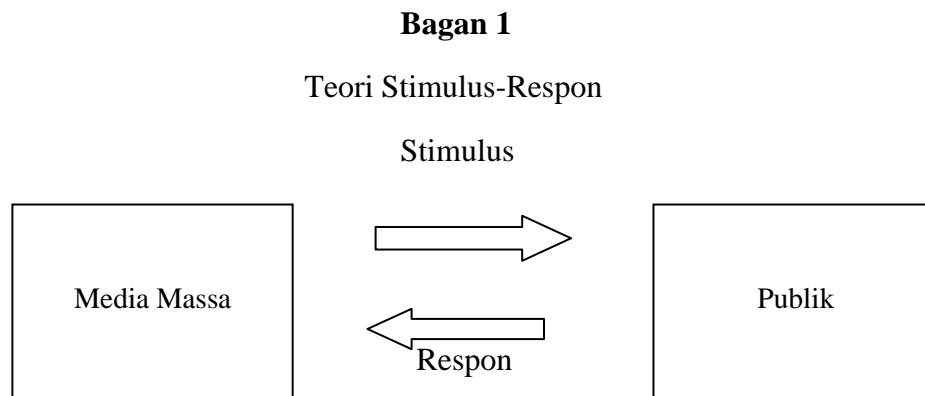 Bagan 1
Teori Stimulus-Respon
Stimulus
Media Massa
Publik
Respon